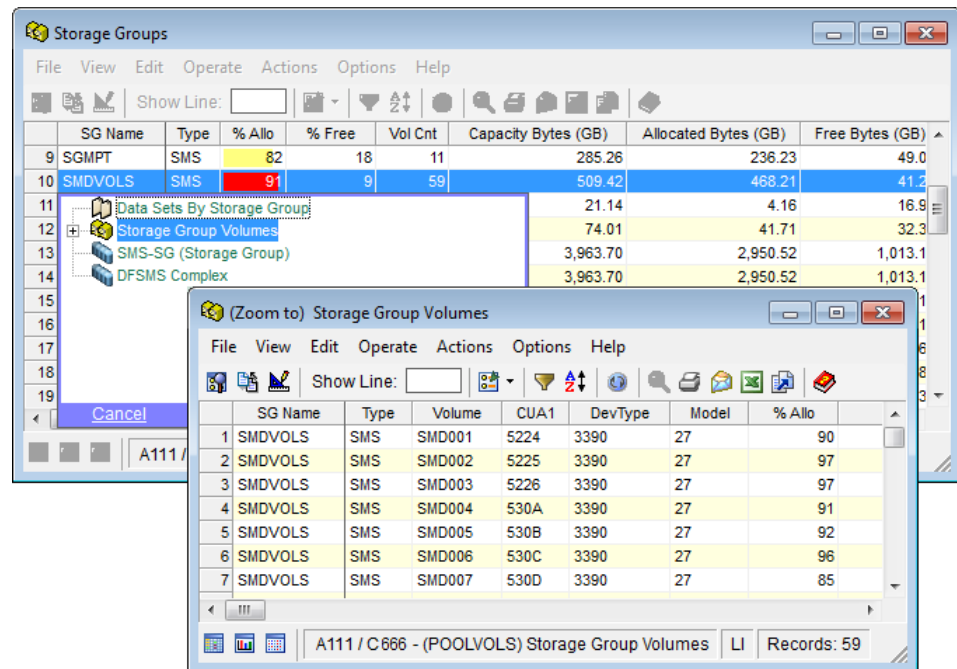 Storage Groups
File View Edit Operate Actions Options Help
Show Line:
SG Name Type % Allo % Free Vol Cnt Capacity Bytes (GB) Allocated Bytes (GB) Free Bytes (GB)
9 SGMPT SMS 82 18 11 285.26 236.23 49.0
10 SMDVOLS SMS 91 9 59 509.42 468.21 41.2
11 Data Sets By Storage Group 21.14 4.16 16.9
12 Storage Group Volumes 74.01 41.71 32.3
13 SMS-SG (Storage Group) 3,963.70 2,950.52 1,013.1
14 DFSMS Complex 3,963.70 2,950.52 1,013.1
15
16
17
18
19
Cancel
A111 /
(Zoom to) Storage Group Volumes
File View Edit Operate Actions Options Help
Show Line:
SG Name Type Volume CUA1 DevType Model % Allo
1 SMDVOLS SMS SMD001 5224 3390 27 90
2 SMDVOLS SMS SMD002 5225 3390 27 97
3 SMDVOLS SMS SMD003 5226 3390 27 97
4 SMDVOLS SMS SMD004 530A 3390 27 91
5 SMDVOLS SMS SMD005 530B 3390 27 92
6 SMDVOLS SMS SMD006 530C 3390 27 96
7 SMDVOLS SMS SMD007 530D 3390 27 85
A111 / C666 - (POOLVOLS) Storage Group Volumes LI Records: 59